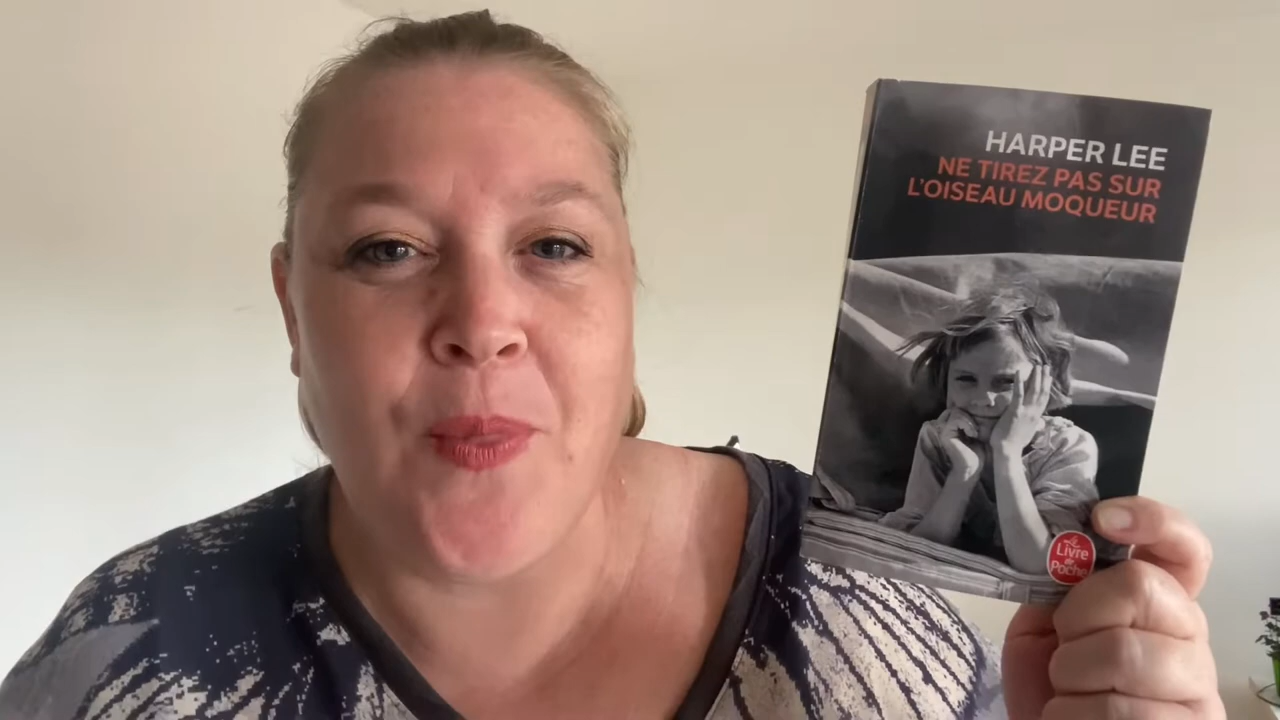 HARPER LEE
NE TIREZ PAS SUR
L'OISEAU MOQUEUR
Le
Livre
de
Poche